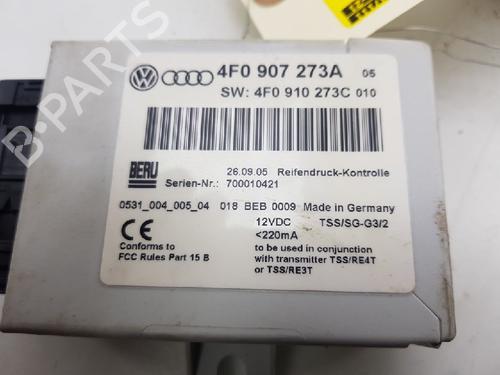 4F0 907 273A 05
SW: 4F0 910 273C 010
BERU
26.09.05 Reifendruck-Kontrolle
Serien-Nr.: 700010421
0531_004_005_04 018 BEB 0009 Made in Germany
CE
12VDC TSS/SG-G3/2
<220mA
Conforms to
FCC Rules Part 15 B
to be used in conjunction
with transmitter TSS/RE4T
or TSS/RE3T